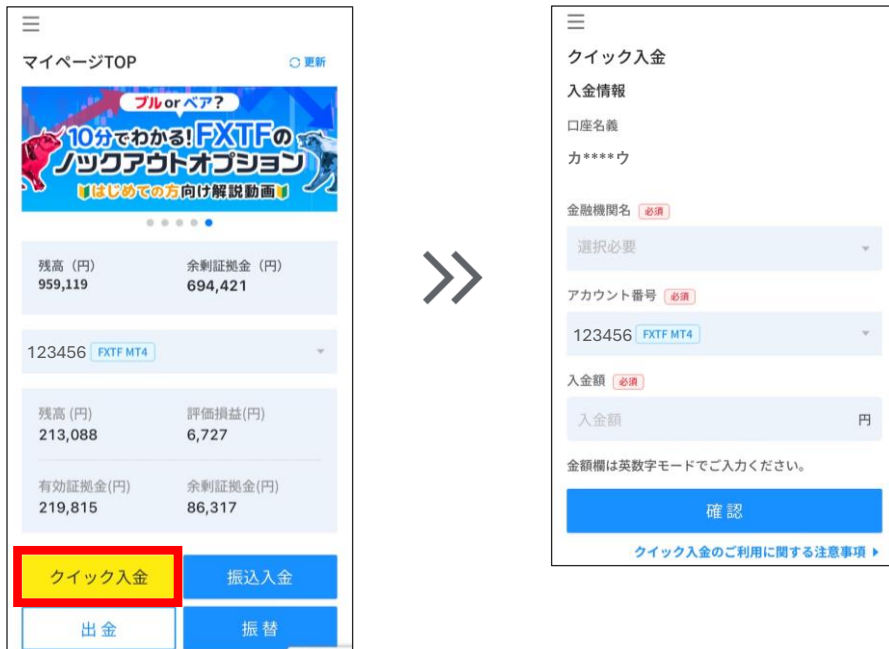 マイページTOP
更新
ブル or ベア?
10分でわかる!FXTFの
ノックアウトオプション
はじめての方向け解説動画
残高（円） 余剰証拠金（円）
959,119 694,421
123456 FXTF MT4
残高 (円) 評価損益(円)
213,088 6,727
有効証拠金(円) 余剰証拠金(円)
219,815 86,317
クイック入金 振込入金
出金 振替
クイック入金
入金情報
口座名義
カ****ウ
金融機関名 必須
選択必要
アカウント番号 必須
123456 FXTF MT4
入金額 必須
入金額 円
金額欄は英数字モードでご入力ください。
確認
クイック入金のご利用に関する注意事項